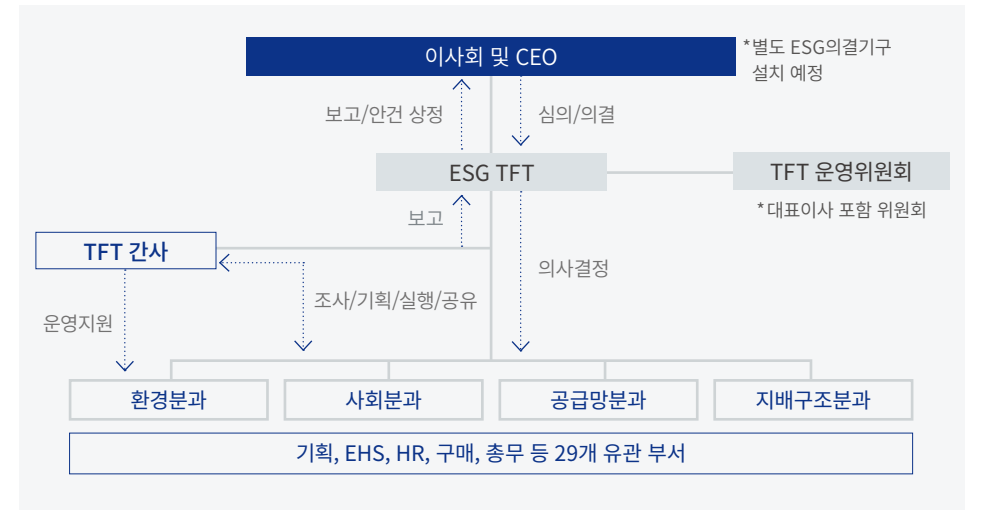 이사회 및 CEO
*별도 ESG의결기구
설치 예정
보고/안건 상정
심의/의결
ESG TFT
TFT 운영위원회
*대표이사 포함 위원회
보고
TFT 간사
의사결정
조사/기획/실행/공유
운영지원
환경분과
사회분과
공급망분과
지배구조분과
기획, EHS, HR, 구매, 총무 등 29개 유관 부서